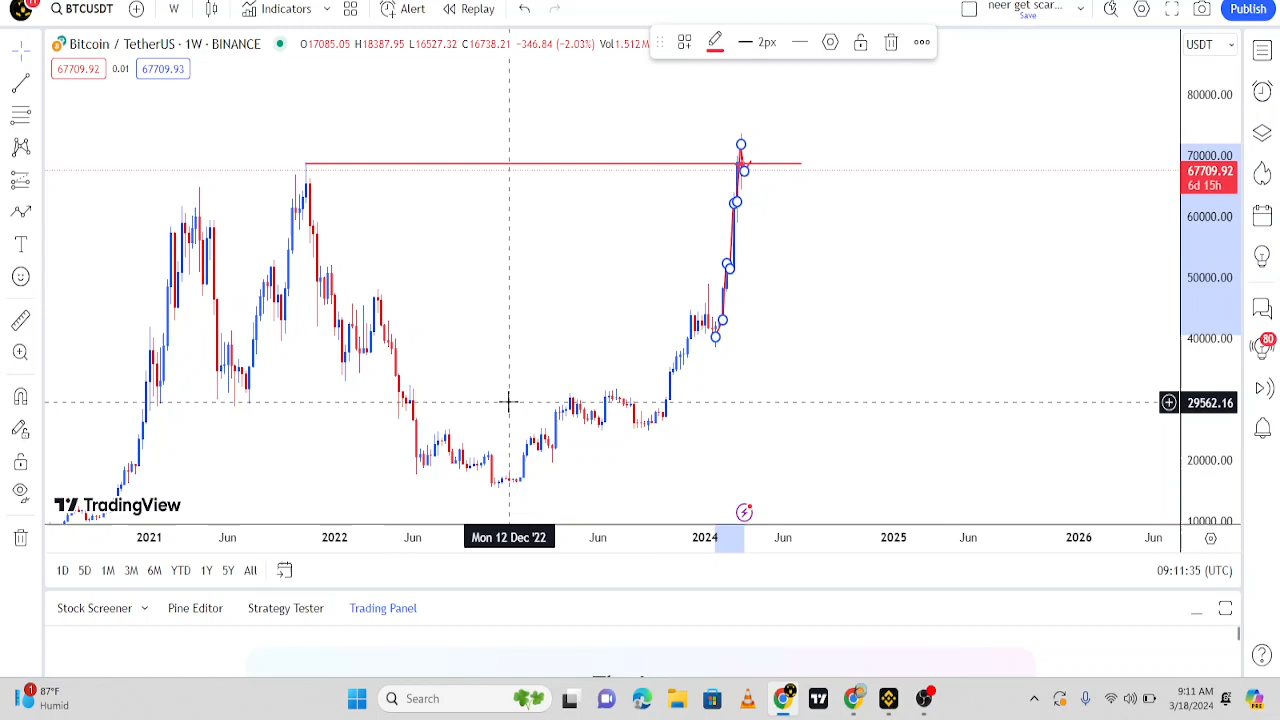 11
BTCUSDT
W
Indicators
Alert
Replay
neer get scar...
Save
Publish
Bitcoin / TetherUS · 1W · BINANCE
O17085.05 H18387.95 L16527.32 C16738.21 -346.84 (-2.03%) Vol1.512M
2px
USDT
67709.92
0.01
67709.93
80000.00
70000.00
67709.92
6d 15h
60000.00
50000.00
40000.00
29562.16
20000.00
10000.00
80
TradingView
2021
Jun
2022
Jun
Mon 12 Dec '22
Jun
2024
Jun
2025
Jun
2026
Jun
1D 5D 1M 3M 6M YTD 1Y 5Y All
09:11:35 (UTC)
Stock Screener
Pine Editor
Strategy Tester
Trading Panel
1
87°F
Humid
Search
9:11 AM
3/18/2024